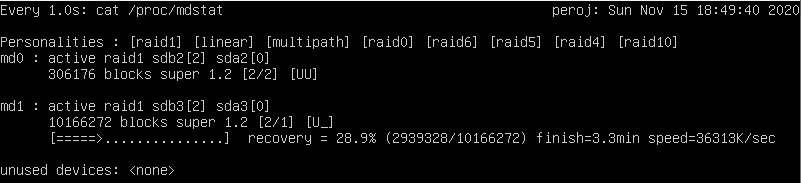 Every 1.0s: cat /proc/mdstat peroj: Sun Nov 15 18:49:40 2020
Personalities : [raid1] [linear] [multipath] [raid0] [raid6] [raid5] [raid4] [raid10]
md0 : active raid1 sdb2[2] sda2[0]
306176 blocks super 1.2 [2/2] [UU]
md1 : active raid1 sdb3[2] sda3[0]
10166272 blocks super 1.2 [2/1] [U_]
[=====>...............] recovery = 28.9% (2939328/10166272) finish=3.3min speed=36313K/sec
unused devices: <none>